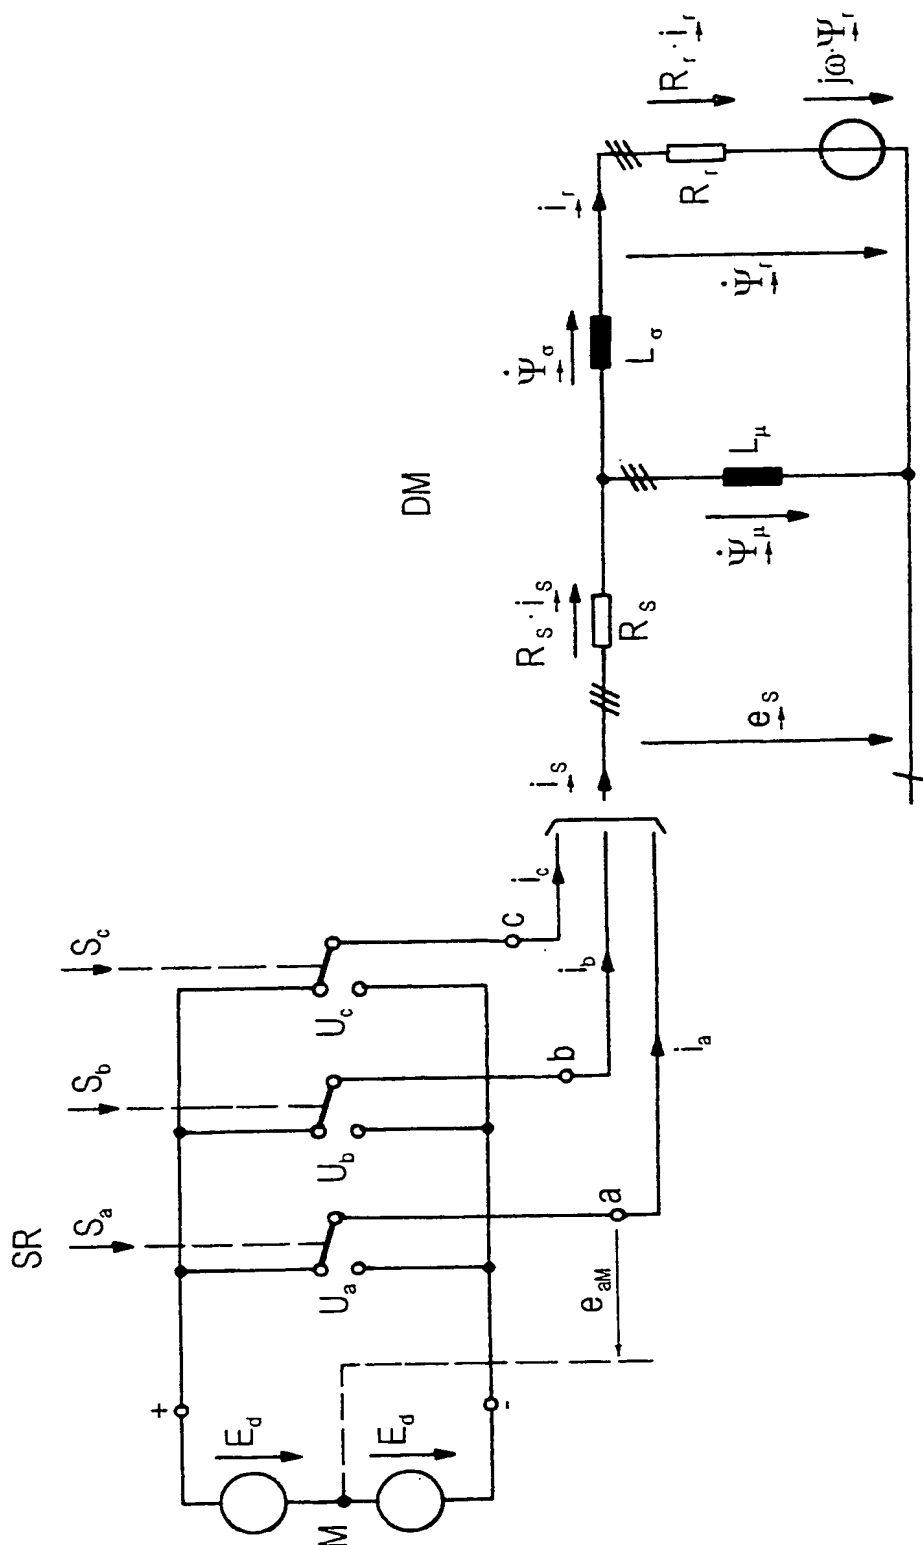 SR
S_a
S_b
S_c
+
E_d
M
E_d
-
U_a
U_b
U_c
e_aM
a
b
c
i_a
i_b
i_c
DM
i_s
R_s · i_s
R_s
e_s
Ψ̇_μ
L_μ
Ψ̇_σ
L_σ
i_r
Ψ̇_r
R_r
R_r · i_r
jω·Ψ_r